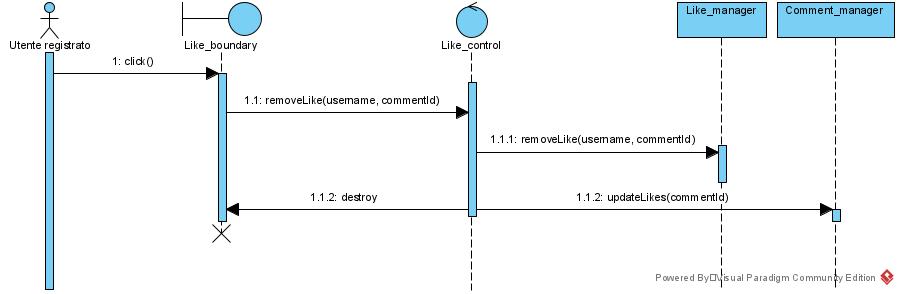 Like_manager
Comment_manager
Utente registrato
Like_boundary
Like_control
1: click()
1.1: removeLike(username, commentId)
1.1.1: removeLike(username, commentId)
1.1.2: destroy
1.1.2: updateLikes(commentId)
Powered By□Visual Paradigm Community Edition